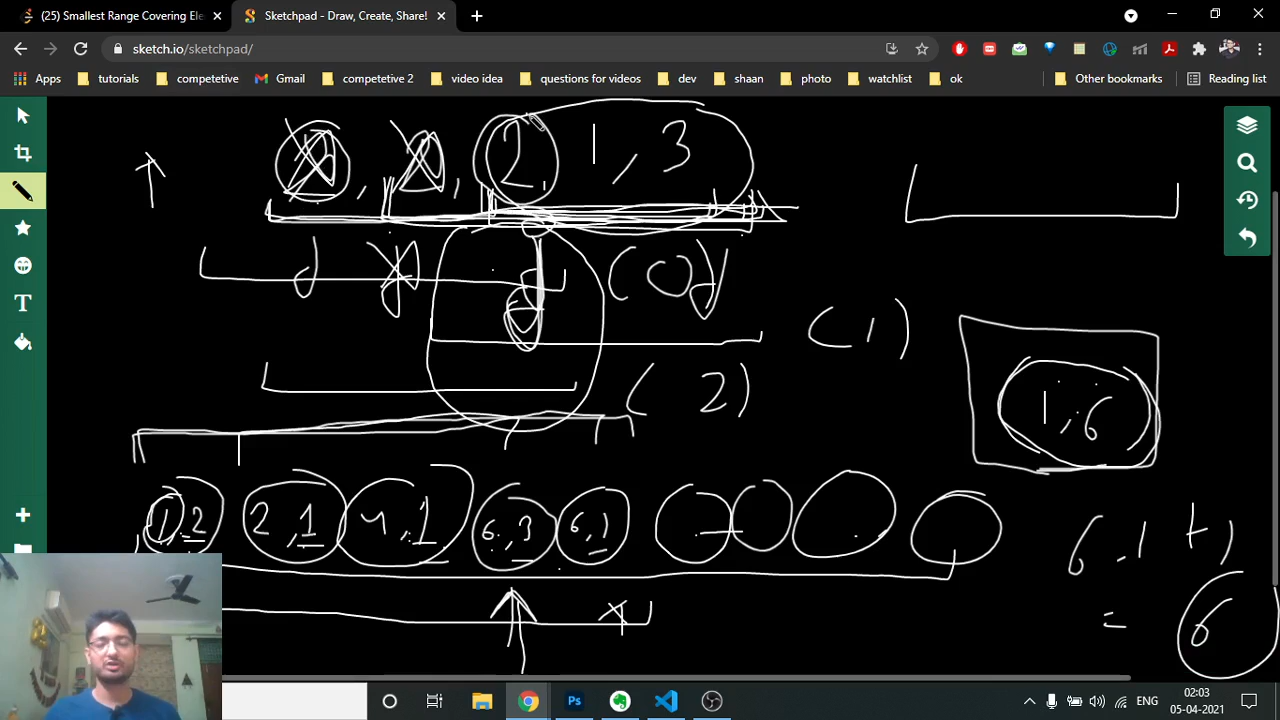 (25) Smallest Range Covering Ele
Sketchpad - Draw, Create, Share!
sketch.io/sketchpad/
Apps
tutorials
competetive
Gmail
competetive 2
video idea
questions for videos
dev
shaan
photo
watchlist
ok
Other bookmarks
Reading list
, , 2, 1, 3
(0)
(1)
(2)
1,6
1,2 2,1 4,1 6,3 6,1
6-1+1
= 6
ENG
02:03
05-04-2021